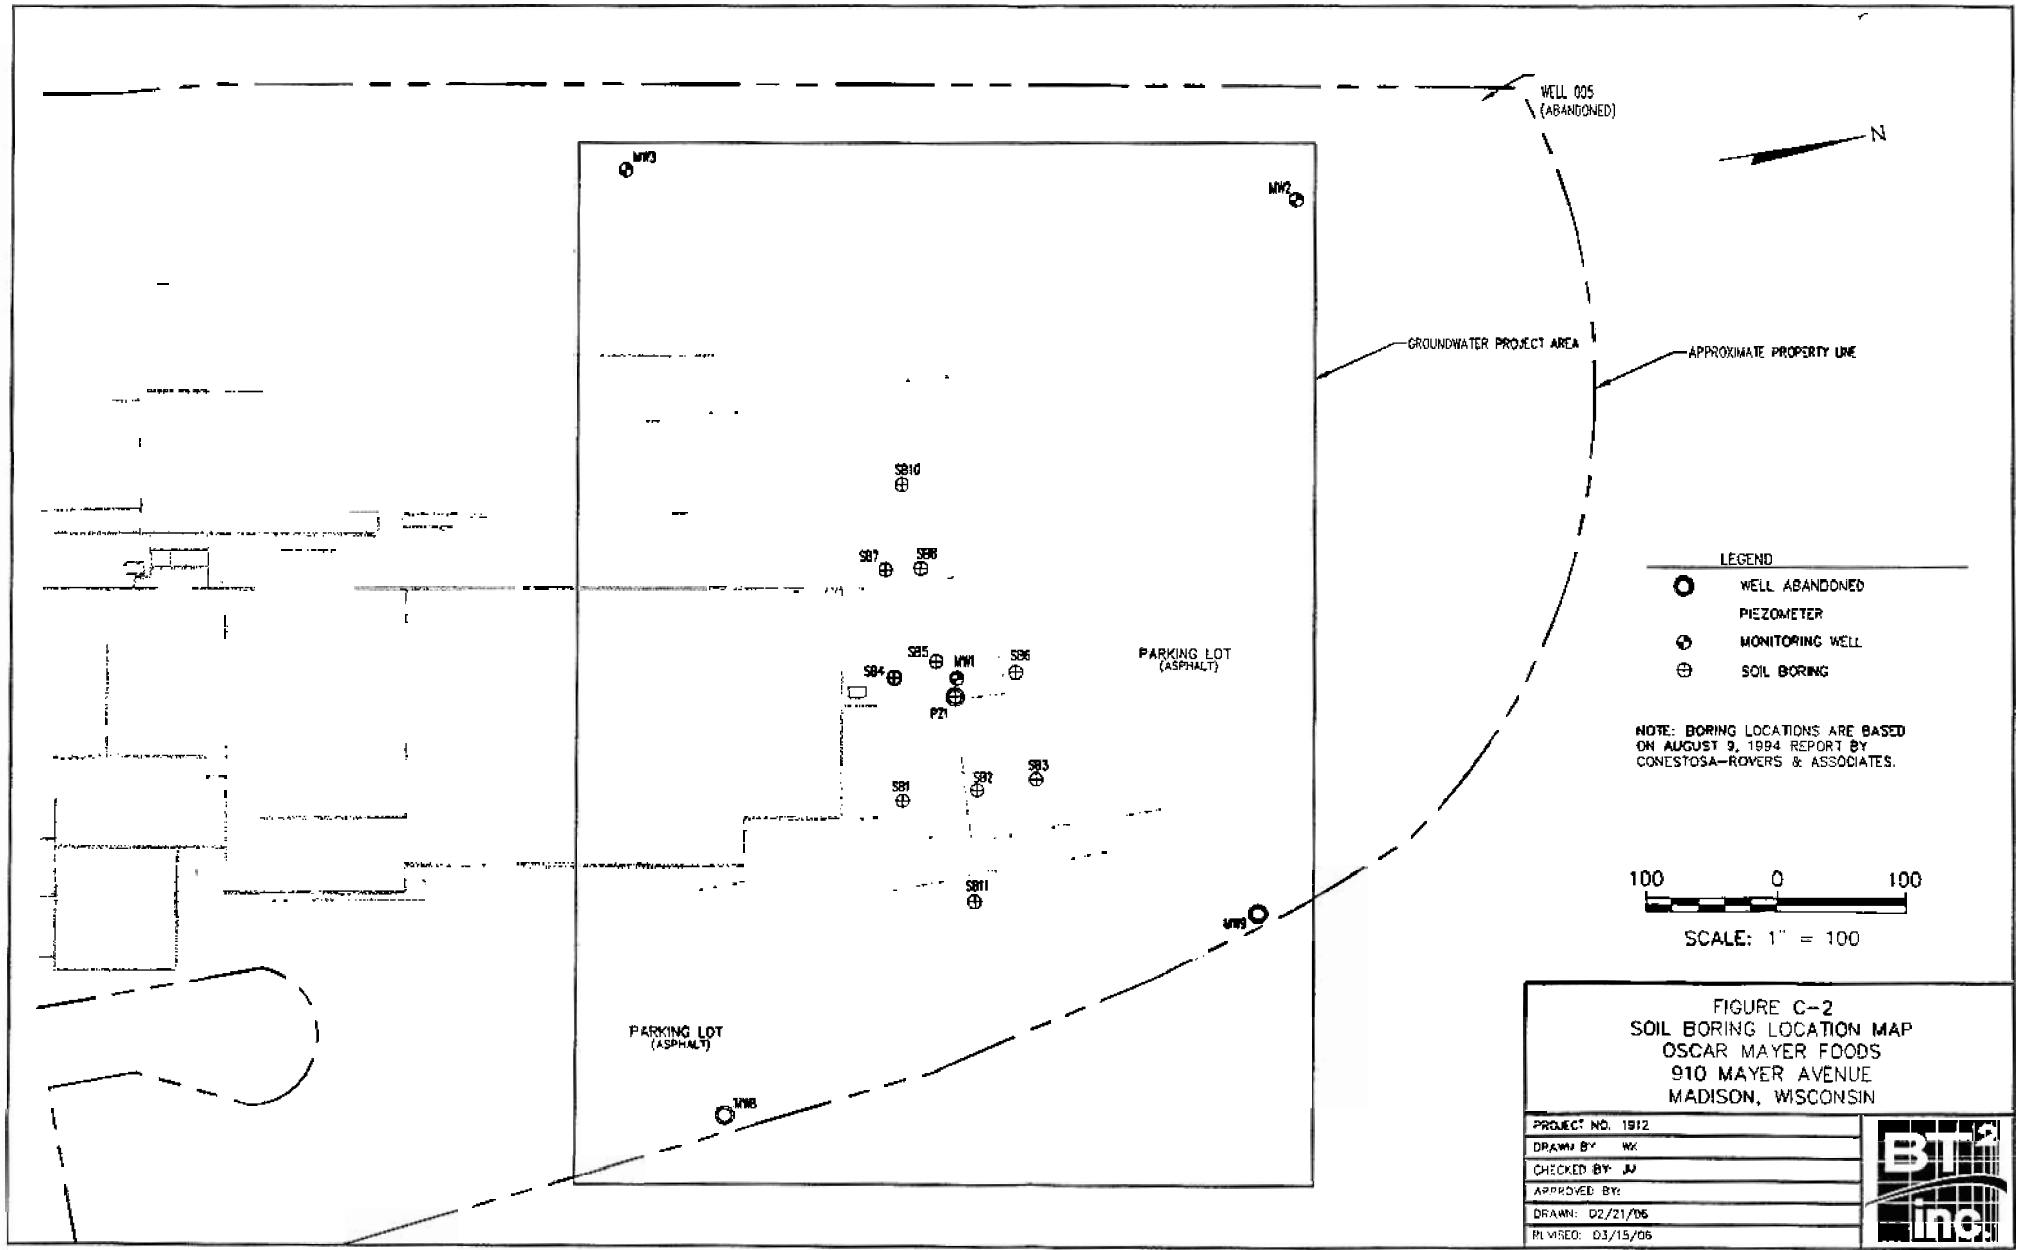 WELL 005
(ABANDONED)
N
MW3
MW2
GROUNDWATER PROJECT AREA
APPROXIMATE PROPERTY LINE
SB10
SB7
SB8
LEGEND
WELL ABANDONED
PIEZOMETER
MONITORING WELL
SOIL BORING
SB5
MW1
SB6
SB4
PZ1
PARKING LOT
(ASPHALT)
NOTE: BORING LOCATIONS ARE BASED
ON AUGUST 9, 1994 REPORT BY
CONESTOSA-ROVERS & ASSOCIATES.
SB1
SB2
SB3
SB11
MW9
100 0 100
SCALE: 1" = 100
PARKING LOT
(ASPHALT)
MW8
FIGURE C-2
SOIL BORING LOCATION MAP
OSCAR MAYER FOODS
910 MAYER AVENUE
MADISON, WISCONSIN
PROJECT NO. 1912
DRAWN BY: WK
CHECKED BY: JJ
APPROVED BY:
DRAWN: 02/21/06
REVISED: 03/15/06
BT²
inc.